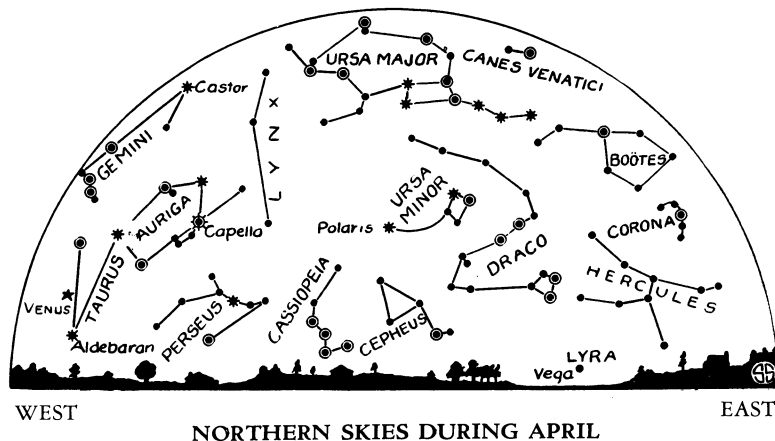 URSA MAJOR
CANES VENATICI
Castor
LYNX
GEMINI
BOÖTES
URSA
MINOR
AURIGA
Capella
Polaris
CORONA
TAURUS
DRACO
HERCULES
VENUS
CASSIOPEIA
PERSEUS
CEPHEUS
Aldebaran
LYRA
Vega
WEST
EAST
NORTHERN SKIES DURING APRIL